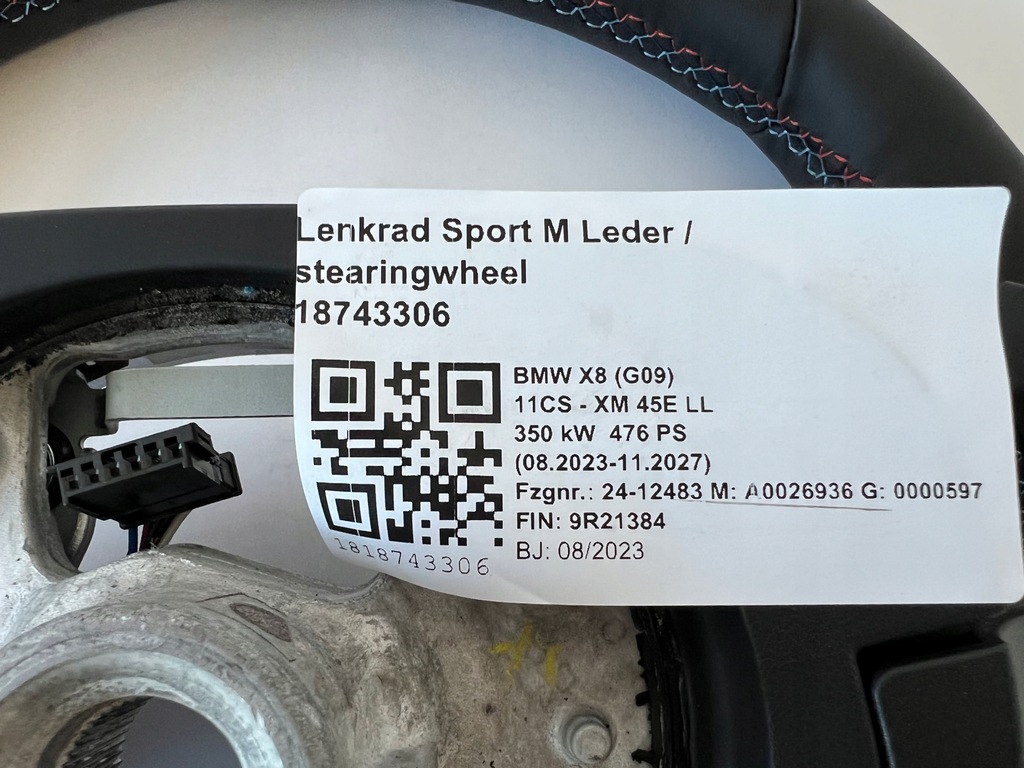 Lenkrad Sport M Leder /
stearingwheel
18743306
BMW X8 (G09)
11CS - XM 45E LL
350 kW 476 PS
(08.2023-11.2027)
Fzgnr.: 24-12483 M: A0026936 G: 0000597
FIN: 9R21384
BJ: 08/2023
1818743306